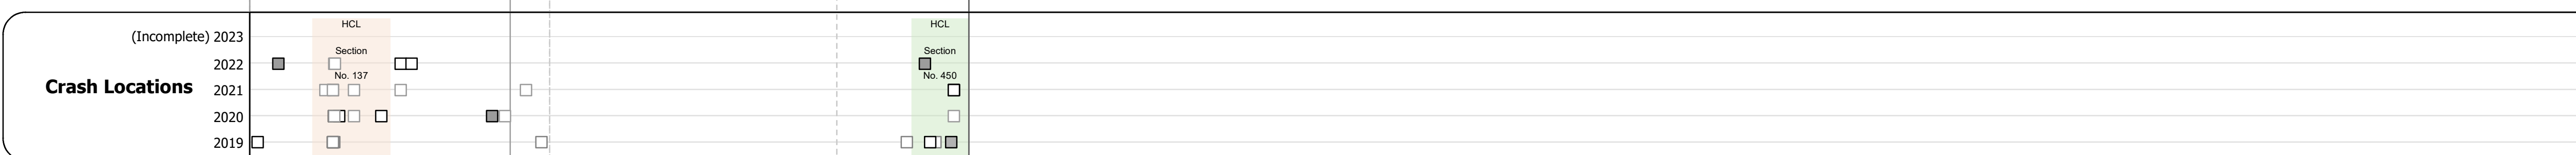 HCL
HCL
(Incomplete) 2023
Section
Section
2022
No. 137
No. 450
Crash Locations
2021
2020
2019